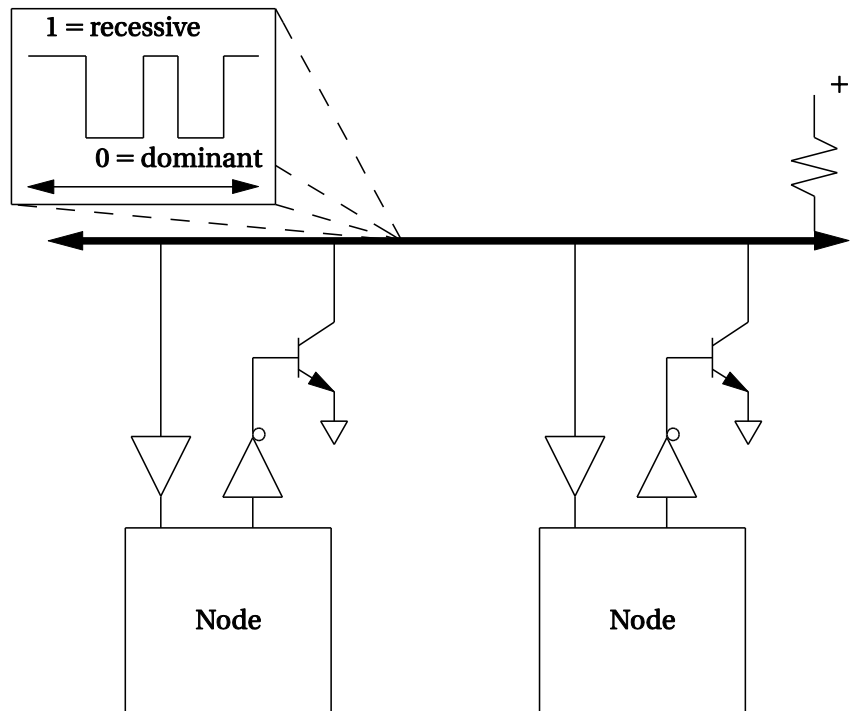 1 = recessive
0 = dominant
+
Node
Node